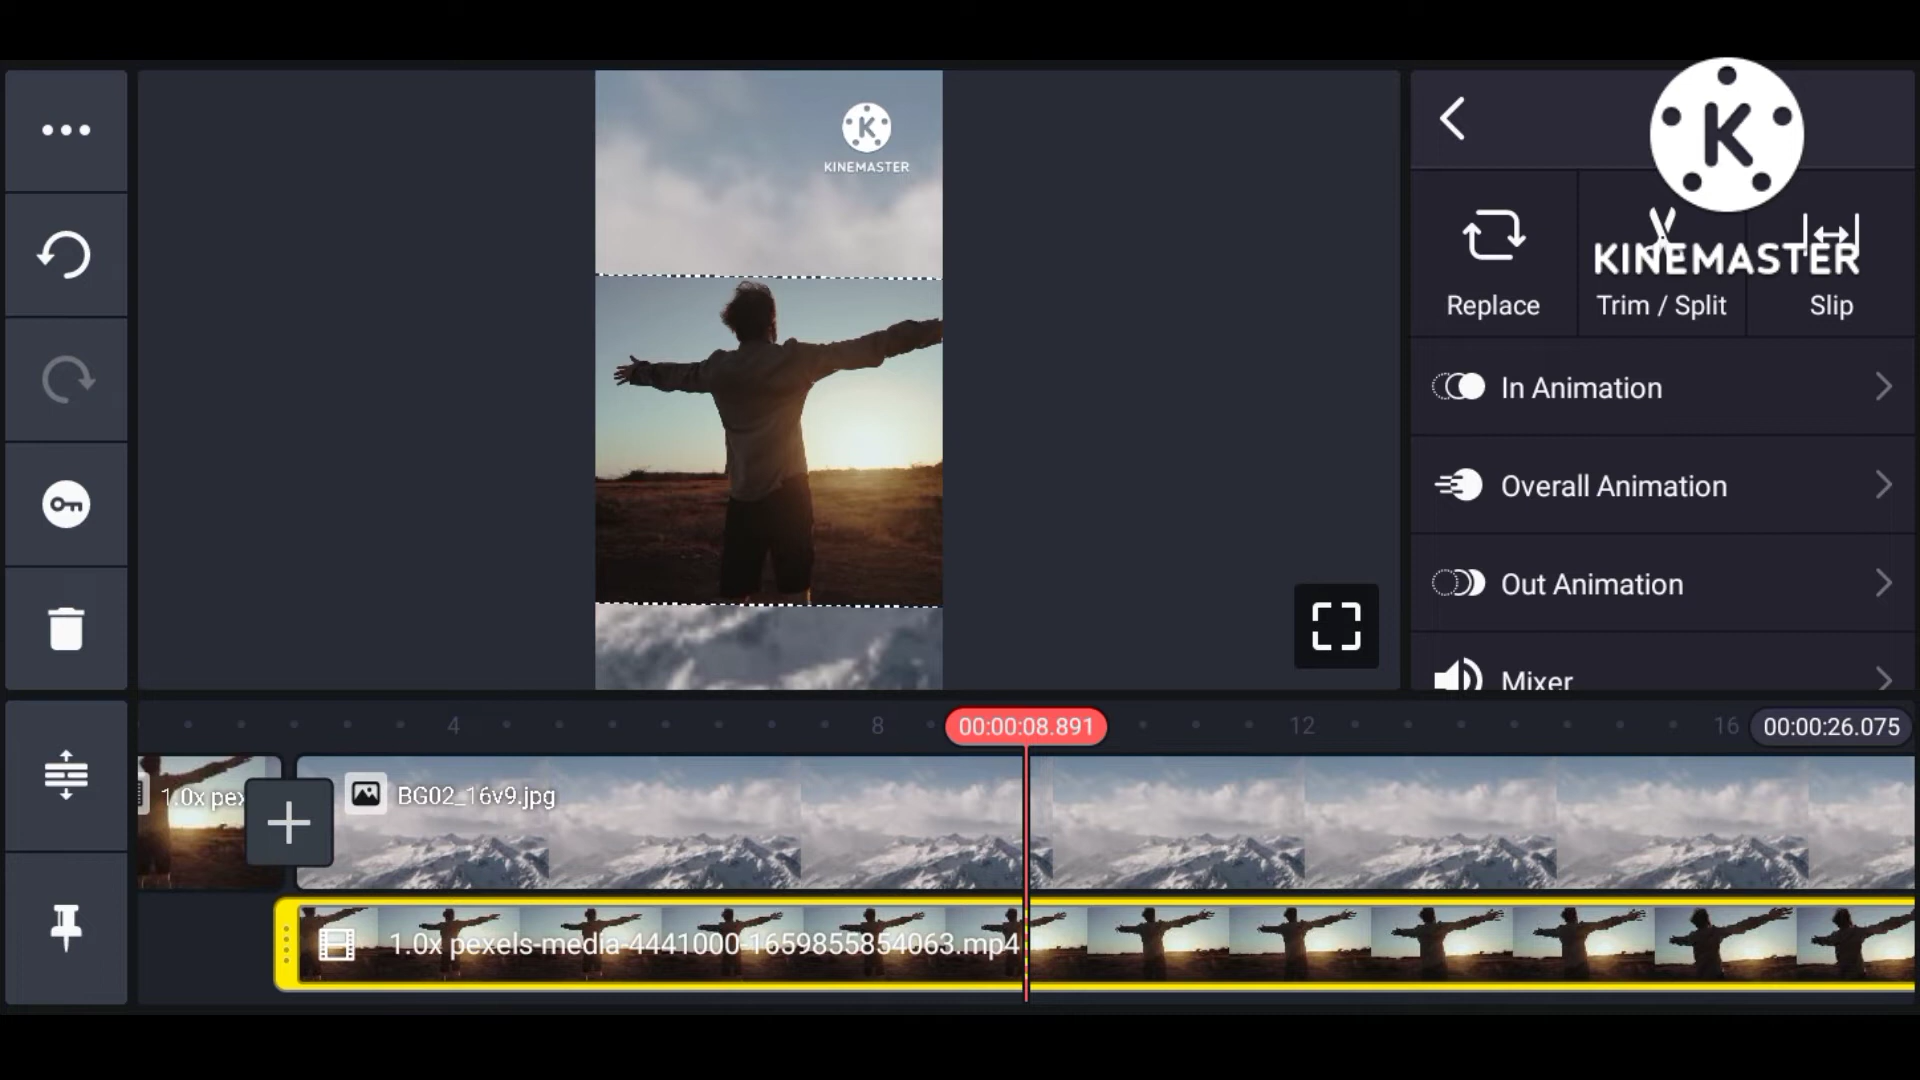 K
KINEMASTER
K
KINEMASTER
Replace
Trim / Split
Slip
In Animation
Overall Animation
Out Animation
Mixer
4
8
00:00:08.891
12
16
00:00:26.075
1.0x pex
BG02_16v9.jpg
1.0x pexels-media-4441000-1659855854063.mp4